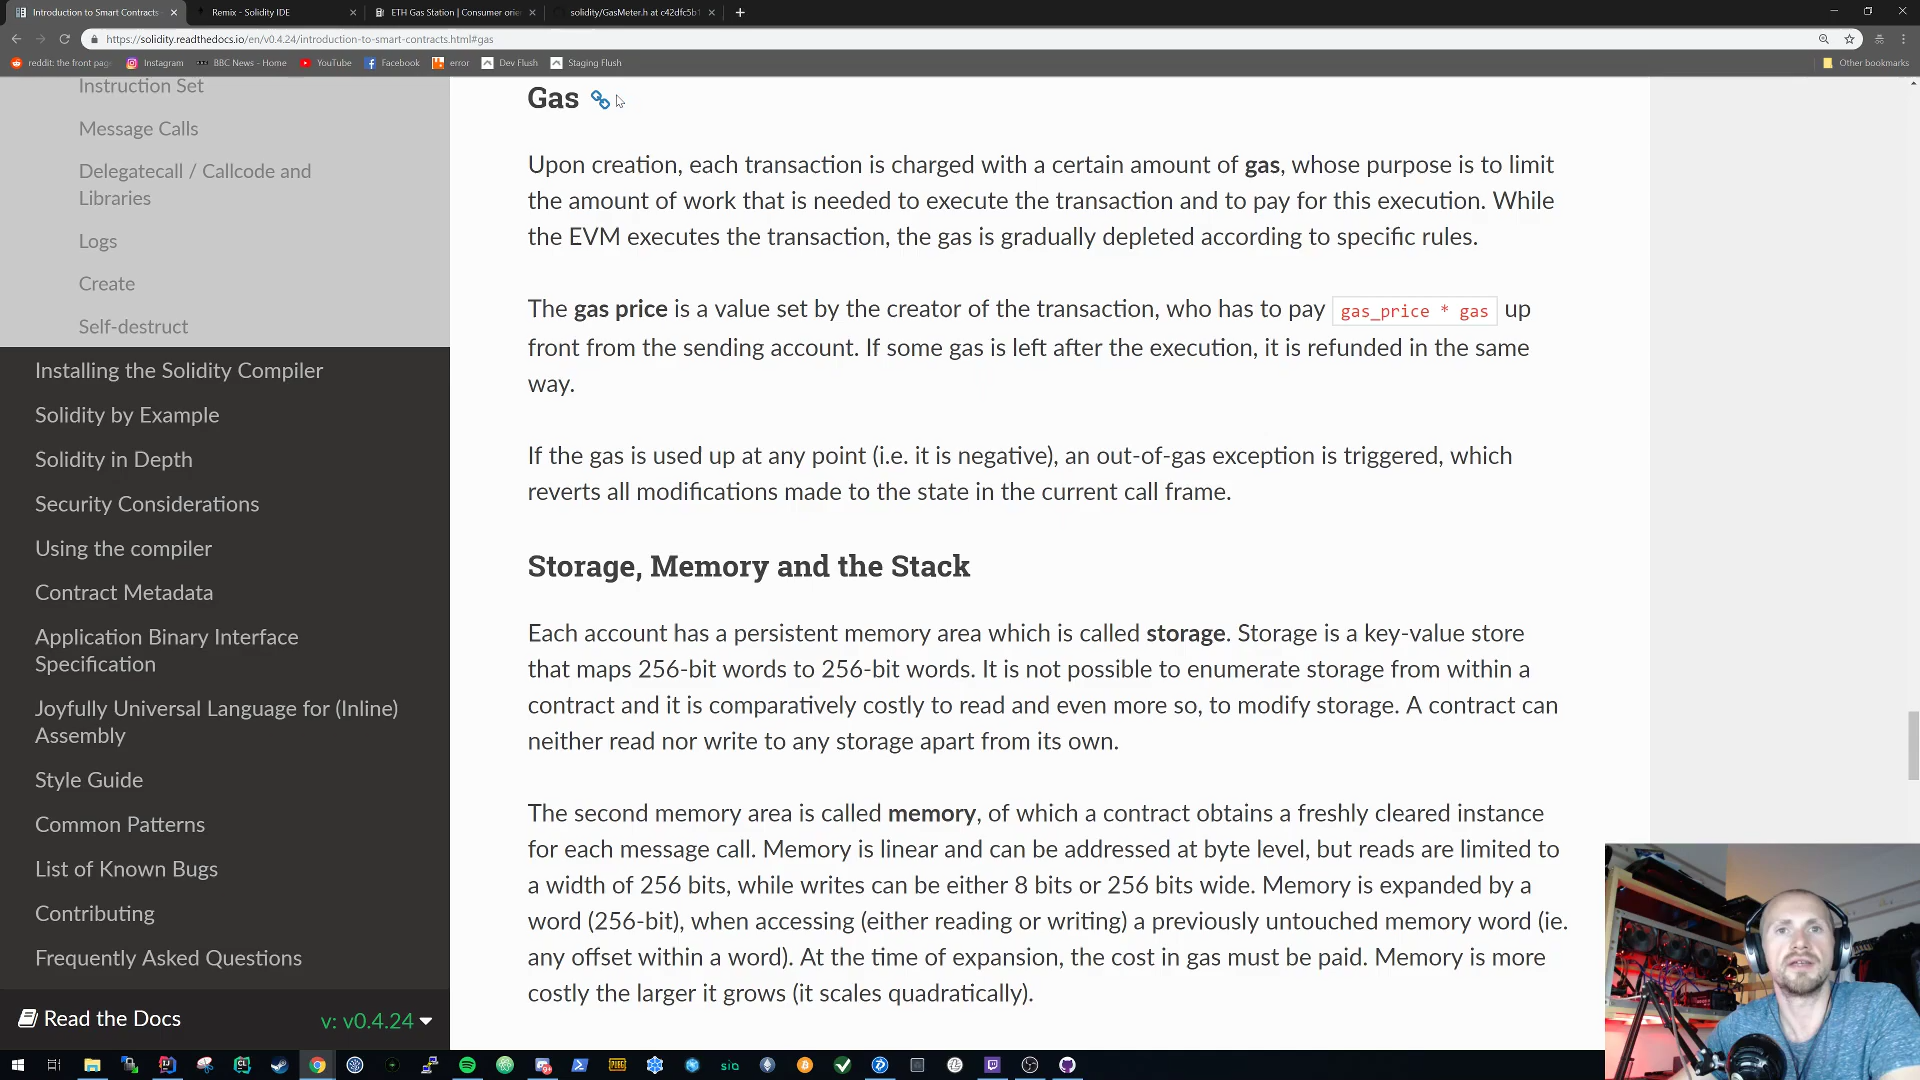 Introduction to Smart Contracts
Remix - Solidity IDE
ETH Gas Station | Consumer orie
solidity/GasMeter.h at c42dfc5b1
https://solidity.readthedocs.io/en/v0.4.24/introduction-to-smart-contracts.html#gas
reddit: the front pag
Instagram
BBC News - Home
YouTube
Facebook
error
Dev Flush
Staging Flush
Other bookmarks
Instruction Set
Message Calls
Delegatecall / Callcode and
Libraries
Logs
Create
Self-destruct
Installing the Solidity Compiler
Solidity by Example
Solidity in Depth
Security Considerations
Using the compiler
Contract Metadata
Application Binary Interface
Specification
Joyfully Universal Language for (Inline)
Assembly
Style Guide
Common Patterns
List of Known Bugs
Contributing
Frequently Asked Questions
Read the Docs
v: v0.4.24
Gas
Upon creation, each transaction is charged with a certain amount of gas, whose purpose is to limit
the amount of work that is needed to execute the transaction and to pay for this execution. While
the EVM executes the transaction, the gas is gradually depleted according to specific rules.
The gas price is a value set by the creator of the transaction, who has to pay gas_price * gas up
front from the sending account. If some gas is left after the execution, it is refunded in the same
way.
If the gas is used up at any point (i.e. it is negative), an out-of-gas exception is triggered, which
reverts all modifications made to the state in the current call frame.
Storage, Memory and the Stack
Each account has a persistent memory area which is called storage. Storage is a key-value store
that maps 256-bit words to 256-bit words. It is not possible to enumerate storage from within a
contract and it is comparatively costly to read and even more so, to modify storage. A contract can
neither read nor write to any storage apart from its own.
The second memory area is called memory, of which a contract obtains a freshly cleared instance
for each message call. Memory is linear and can be addressed at byte level, but reads are limited to
a width of 256 bits, while writes can be either 8 bits or 256 bits wide. Memory is expanded by a
word (256-bit), when accessing (either reading or writing) a previously untouched memory word (ie.
any offset within a word). At the time of expansion, the cost in gas must be paid. Memory is more
costly the larger it grows (it scales quadratically).
sia